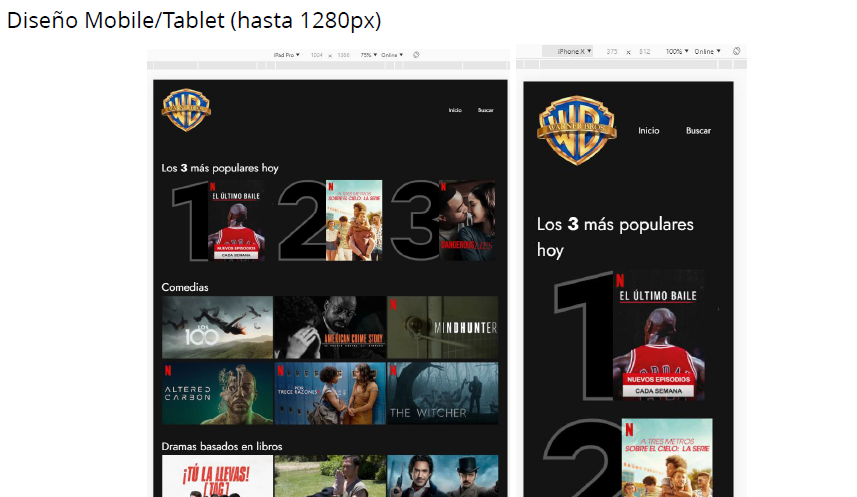 Diseño Mobile/Tablet (hasta 1280px)
iPad Pro ▼ 1024 x 1366 75% ▼ Online ▼
WB
Inicio Buscar
Los 3 más populares hoy
1 2 3
N
EL ÚLTIMO BAILE
NUEVOS EPISODIOS
CADA SEMANA
N
A TRES METROS
SOBRE EL CIELO: LA SERIE
N
Comedias
LOS
100
AMERICAN CRIME STORY
N
MINDHUNTER
N
ALTERED
CARBON
N
POR
TRECE RAZONES
N
THE WITCHER
Dramas basados en libros
¡TÚ LA LLEVAS!
[TAG]
iPhone X ▼ 375 x 812 100% ▼ Online ▼
WARNER BROS
Inicio Buscar
Los 3 más populares
hoy
1
N
EL ÚLTIMO BAILE
NUEVOS EPISODIOS
CADA SEMANA
2
N
A TRES METROS
SOBRE EL CIELO: LA SERIE